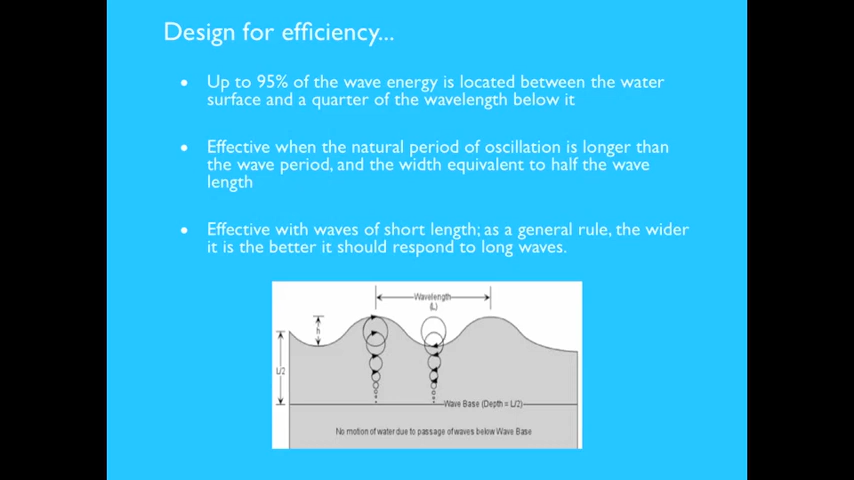 Design for efficiency...
• Up to 95% of the wave energy is located between the water
surface and a quarter of the wavelength below it
• Effective when the natural period of oscillation is longer than
the wave period, and the width equivalent to half the wave
length
• Effective with waves of short length; as a general rule, the wider
it is the better it should respond to long waves.
Wavelength
(L)
h
L/2
Wave Base (Depth = L/2)
No motion of water due to passage of waves below Wave Base